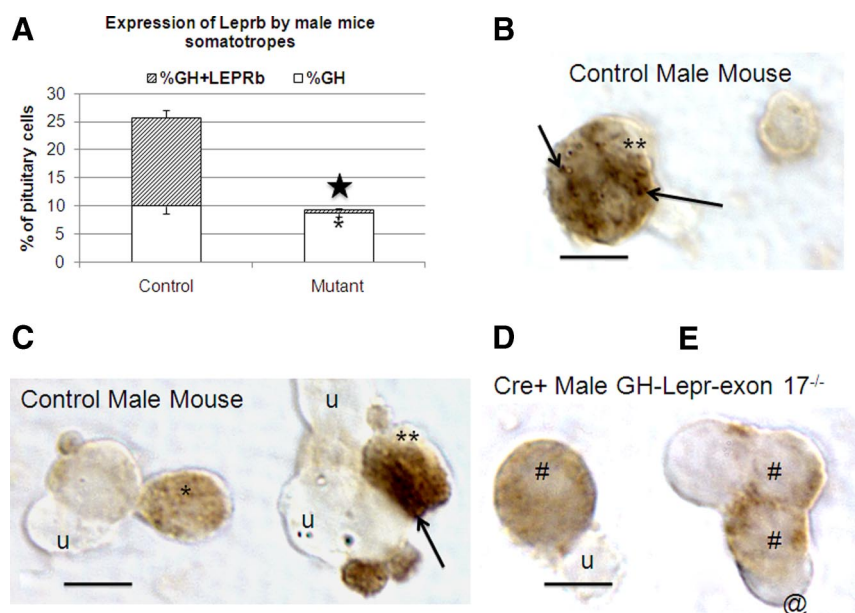 A
Expression of Leprb by male mice
somatotropes
%GH+LEPRb %GH
% of pituitary cells
30
25
20
15
10
5
0
★
*
Control Mutant
B
Control Male Mouse
**
C
Control Male Mouse
u
*
u
**
u
D E
Cre+ Male GH-Lepr-exon 17-/-
#
u
#
#
@